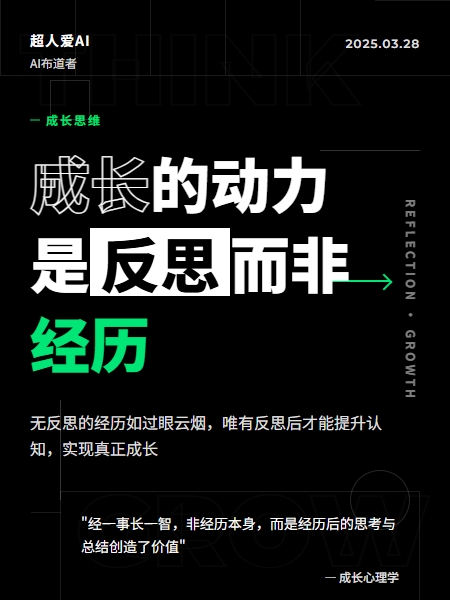 THINK
超人爱AI
2025.03.28
AI布道者
— 成长思维
成长的动力
是反思而非
经历
REFLECTION • GROWTH
无反思的经历如过眼云烟，唯有反思后才能提升认
知，实现真正成长
GROW
"经一事长一智，非经历本身，而是经历后的思考与
总结创造了价值"
— 成长心理学